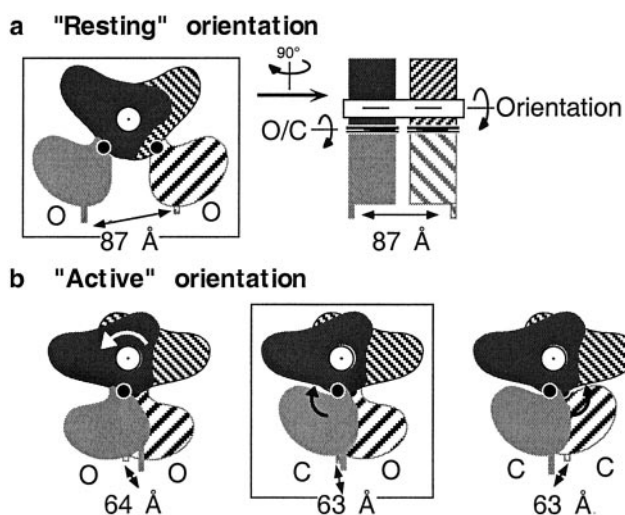 a "Resting" orientation
90°
O/C
Orientation
O O
87 Å
87 Å
b "Active" orientation
O O
C O
C C
64 Å
63 Å
63 Å.